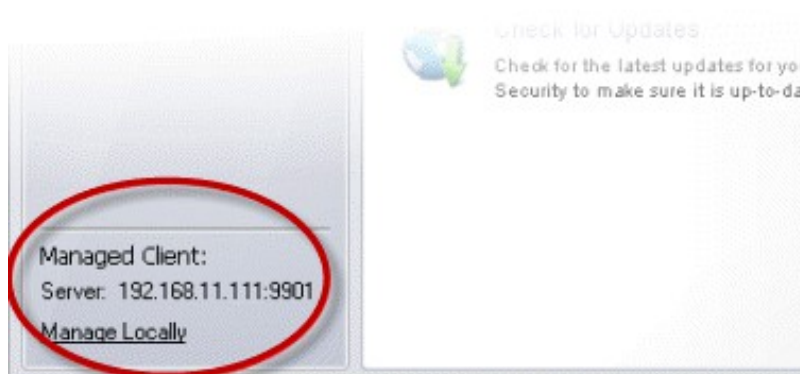 Check for Updates
Check for the latest updates for yo
Security to make sure it is up-to-da
Managed Client:
Server: 192.168.11.111:9901
Manage Locally